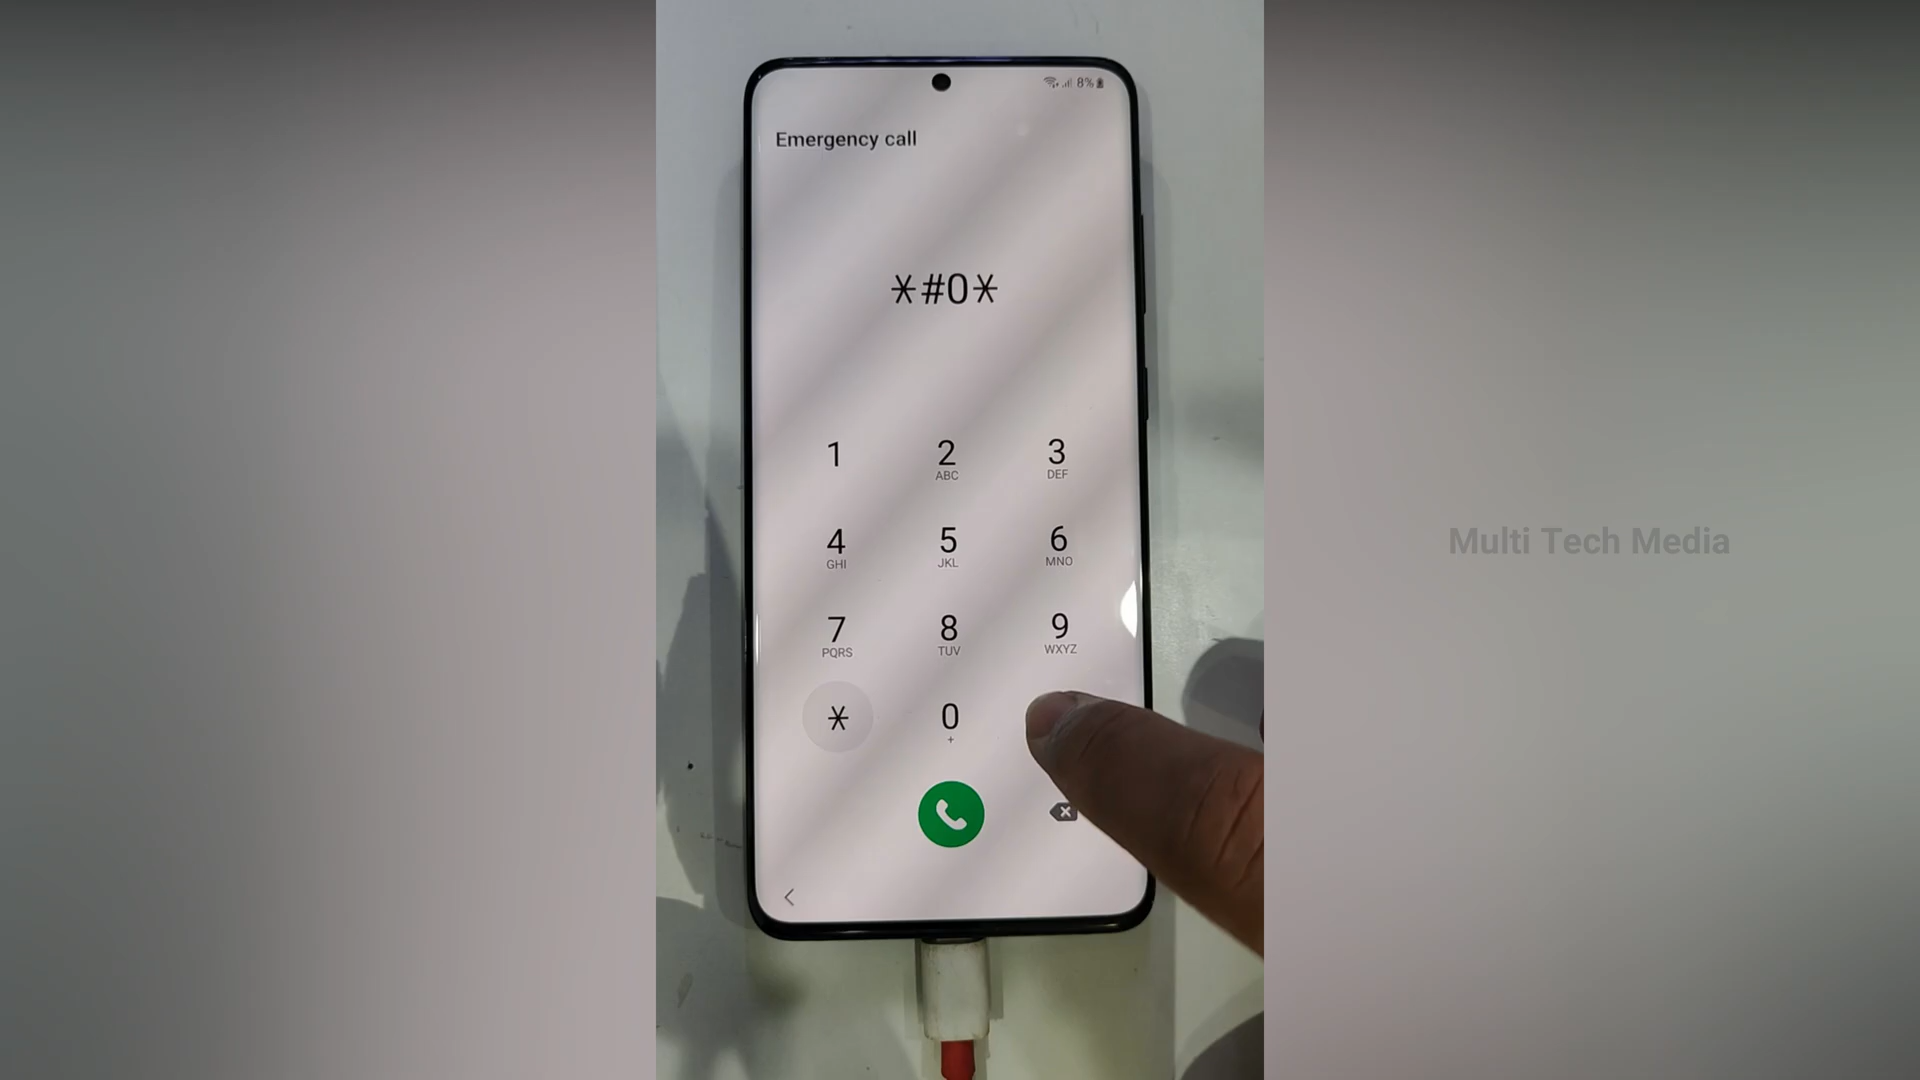 8%
Emergency call
*#0*
1 2 3
ABC DEF
4 5 6
GHI JKL MNO
7 8 9
PQRS TUV WXYZ
* 0
+
Multi Tech Media